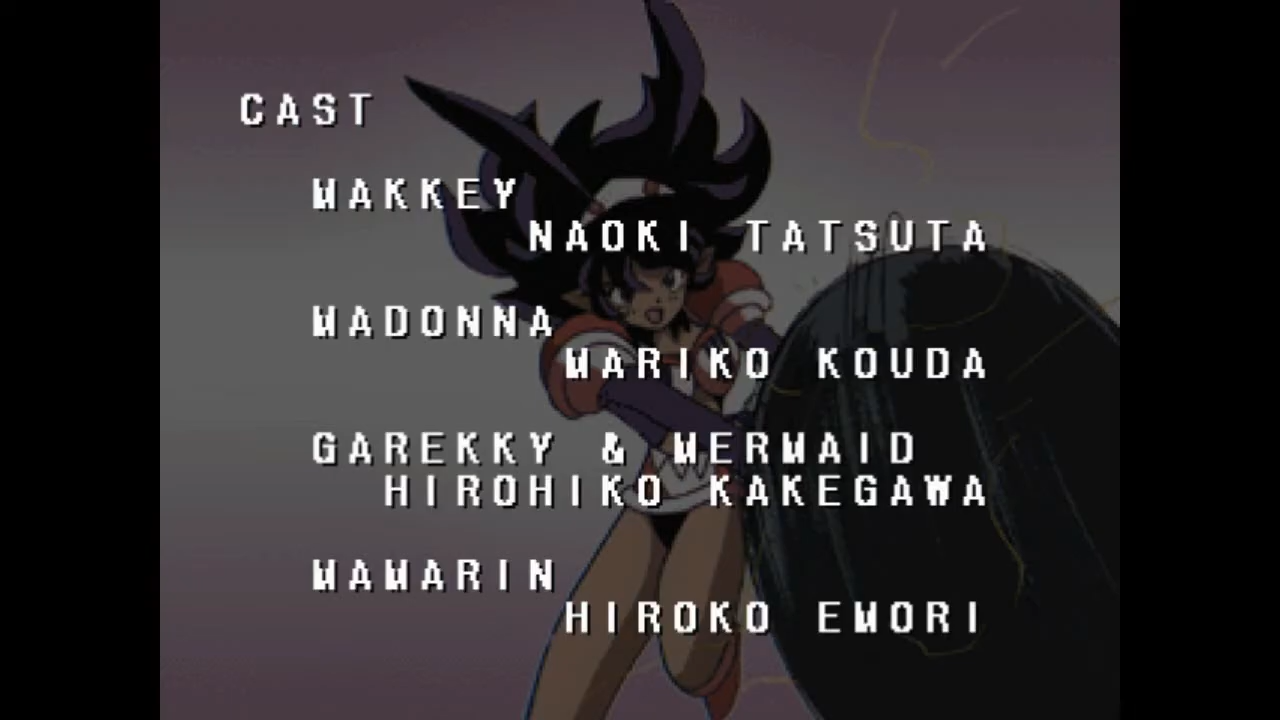 CAST
MAKKEY
NAOKI TATSUTA
MADONNA
MARIKO KOUDA
GAREKKY & MERMAID
HIROHIKO KAKEGAWA
MAMARIN
HIROKO EMORI